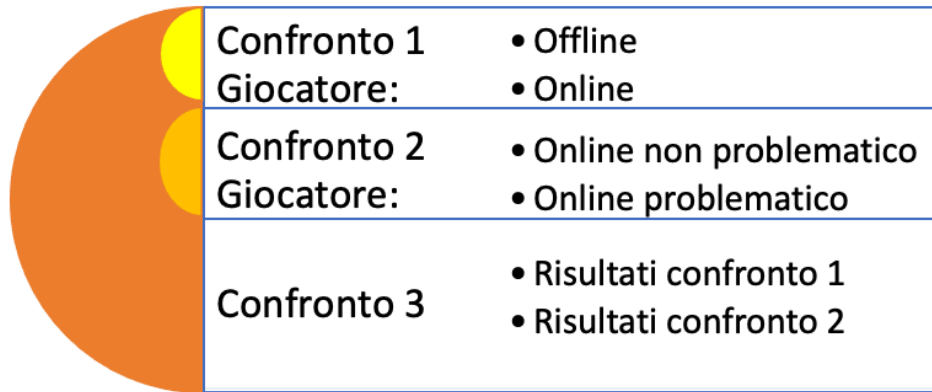 Confronto 1
Giocatore:
• Offline
• Online
Confronto 2
Giocatore:
• Online non problematico
• Online problematico
Confronto 3
• Risultati confronto 1
• Risultati confronto 2